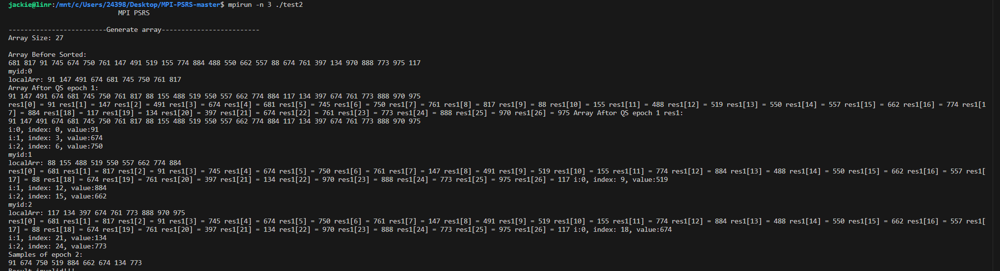 jackie@linr:/mnt/c/Users/24398/Desktop/MPI-PSRS-master$ mpirun -n 3 ./test2
MPI PSRS
-------------------------Generate array-------------------------
Array Size: 27
Array Before Sorted:
681 817 91 745 674 750 761 147 491 519 155 774 884 488 550 662 557 88 674 761 397 134 970 888 773 975 117
myid:0
localArr: 91 147 491 674 681 745 750 761 817
Array Aftor QS epoch 1:
91 147 491 674 681 745 750 761 817 88 155 488 519 550 557 662 774 884 117 134 397 674 761 773 888 970 975
res1[0] = 91 res1[1] = 147 res1[2] = 491 res1[3] = 674 res1[4] = 681 res1[5] = 745 res1[6] = 750 res1[7] = 761 res1[8] = 817 res1[9] = 88 res1[10] = 155 res1[11] = 488 res1[12] = 519 res1[13] = 550 res1[14] = 557 res1[15] = 662 res1[16] = 774 res1[1
7] = 884 res1[18] = 117 res1[19] = 134 res1[20] = 397 res1[21] = 674 res1[22] = 761 res1[23] = 773 res1[24] = 888 res1[25] = 970 res1[26] = 975 Array Aftor QS epoch 1 res1:
91 147 491 674 681 745 750 761 817 88 155 488 519 550 557 662 774 884 117 134 397 674 761 773 888 970 975
i:0, index: 0, value:91
i:1, index: 3, value:674
i:2, index: 6, value:750
myid:1
localArr: 88 155 488 519 550 557 662 774 884
res1[0] = 681 res1[1] = 817 res1[2] = 91 res1[3] = 745 res1[4] = 674 res1[5] = 750 res1[6] = 761 res1[7] = 147 res1[8] = 491 res1[9] = 519 res1[10] = 155 res1[11] = 774 res1[12] = 884 res1[13] = 488 res1[14] = 550 res1[15] = 662 res1[16] = 557 res1[
17] = 88 res1[18] = 674 res1[19] = 761 res1[20] = 397 res1[21] = 134 res1[22] = 970 res1[23] = 888 res1[24] = 773 res1[25] = 975 res1[26] = 117 i:0, index: 9, value:519
i:1, index: 12, value:884
i:2, index: 15, value:662
myid:2
localArr: 117 134 397 674 761 773 888 970 975
res1[0] = 681 res1[1] = 817 res1[2] = 91 res1[3] = 745 res1[4] = 674 res1[5] = 750 res1[6] = 761 res1[7] = 147 res1[8] = 491 res1[9] = 519 res1[10] = 155 res1[11] = 774 res1[12] = 884 res1[13] = 488 res1[14] = 550 res1[15] = 662 res1[16] = 557 res1[
17] = 88 res1[18] = 674 res1[19] = 761 res1[20] = 397 res1[21] = 134 res1[22] = 970 res1[23] = 888 res1[24] = 773 res1[25] = 975 res1[26] = 117 i:0, index: 18, value:674
i:1, index: 21, value:134
i:2, index: 24, value:773
Samples of epoch 2:
91 674 750 519 884 662 674 134 773
Result invalid!!!